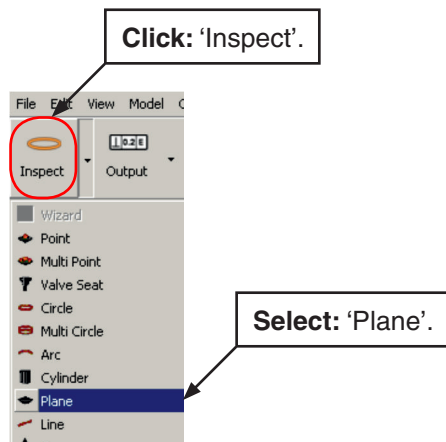 Click: ‘Inspect’.
File Edit View Model
Inspect Output
Wizard
Point
Multi Point
Valve Seat
Circle
Multi Circle
Arc
Cylinder
Select: ‘Plane’.
Plane
Line